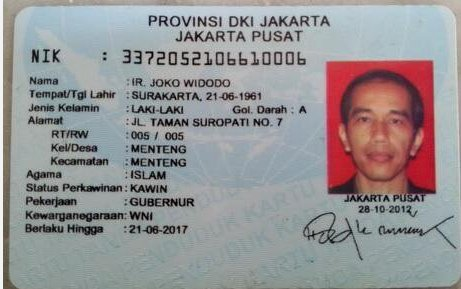 PROVINSI DKI JAKARTA
JAKARTA PUSAT
NIK : 3372052106610006
Nama : IR. JOKO WIDODO
Tempat/Tgl Lahir : SURAKARTA, 21-06-1961
Jenis Kelamin : LAKI-LAKI Gol. Darah : A
Alamat : JL. TAMAN SUROPATI NO. 7
RT/RW : 005 / 005
Kel/Desa : MENTENG
Kecamatan : MENTENG
Agama : ISLAM
Status Perkawinan : KAWIN
Pekerjaan : GUBERNUR
Kewarganegaraan : WNI
Berlaku Hingga : 21-06-2017
JAKARTA PUSAT
28-10-2012